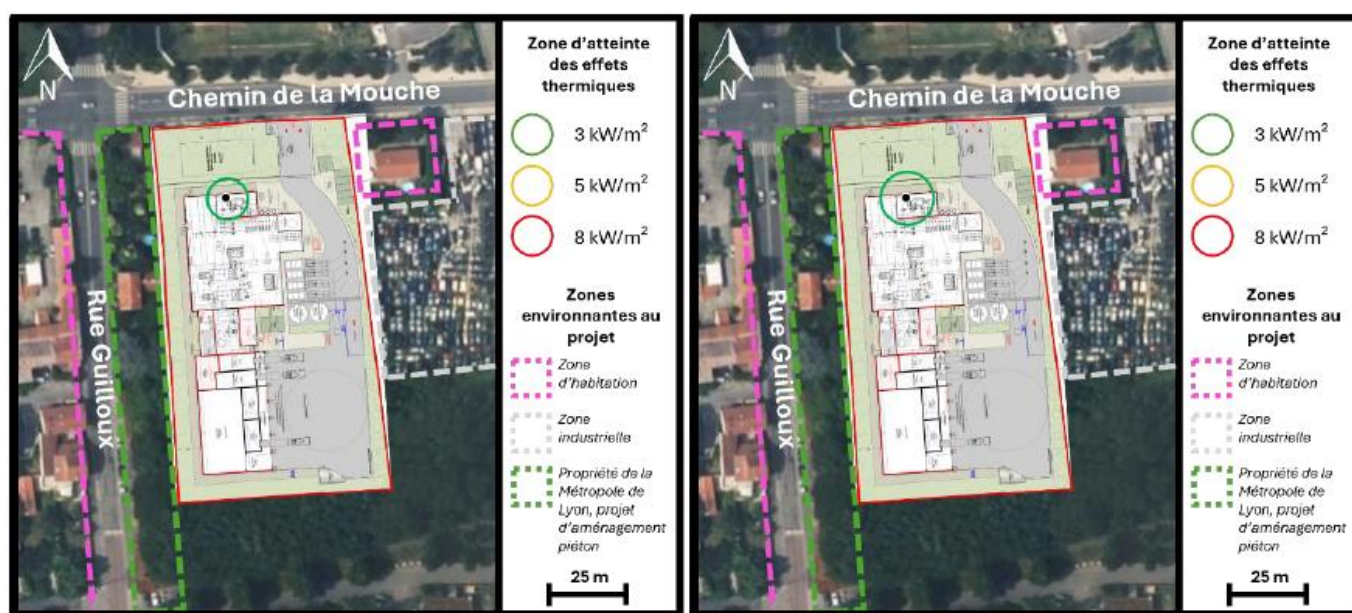 N
Chemin de la Mouche
Rue Guilloux
Zone d'atteinte
des effets
thermiques
3 kW/m²
5 kW/m²
8 kW/m²
Zones
environnantes au
projet
Zone
d'habitation
Zone
industrielle
Propriété de la
Métropole de
Lyon, projet
d'aménagement
piéton
25 m
N
Chemin de la Mouche
Rue Guilloux
Zone d'atteinte
des effets
thermiques
3 kW/m²
5 kW/m²
8 kW/m²
Zones
environnantes au
projet
Zone
d'habitation
Zone
industrielle
Propriété de la
Métropole de
Lyon, projet
d'aménagement
piéton
25 m